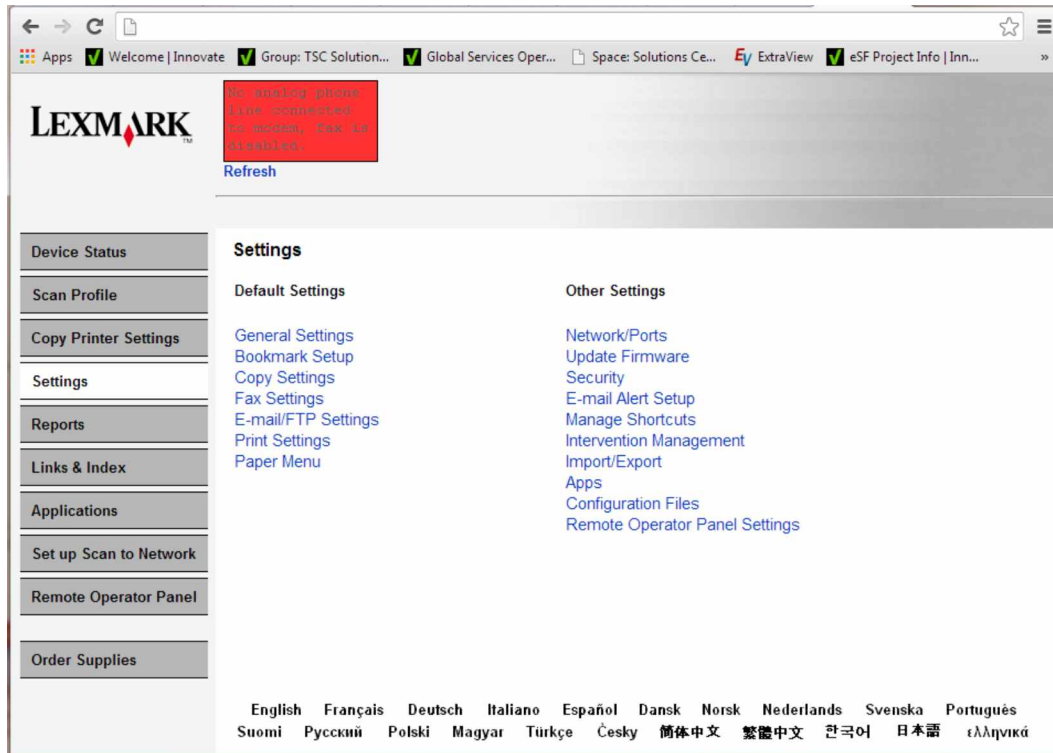 Apps Welcome | Innovate Group: TSC Solution... Global Services Oper... Space: Solutions Ce... EV ExtraView eSF Project Info | Inn... »
LEXMARK™
No analog phone
line connected
to modem, fax is
disabled.
Refresh
Device Status
Scan Profile
Copy Printer Settings
Settings
Reports
Links & Index
Applications
Set up Scan to Network
Remote Operator Panel
Order Supplies
Settings
Default Settings
General Settings
Bookmark Setup
Copy Settings
Fax Settings
E-mail/FTP Settings
Print Settings
Paper Menu
Other Settings
Network/Ports
Update Firmware
Security
E-mail Alert Setup
Manage Shortcuts
Intervention Management
Import/Export
Apps
Configuration Files
Remote Operator Panel Settings
English Français Deutsch Italiano Español Dansk Norsk Nederlands Svenska Português
Suomi Русский Polski Magyar Türkçe Česky 简体中文 繁體中文 한국어 日本語 ελληνικά